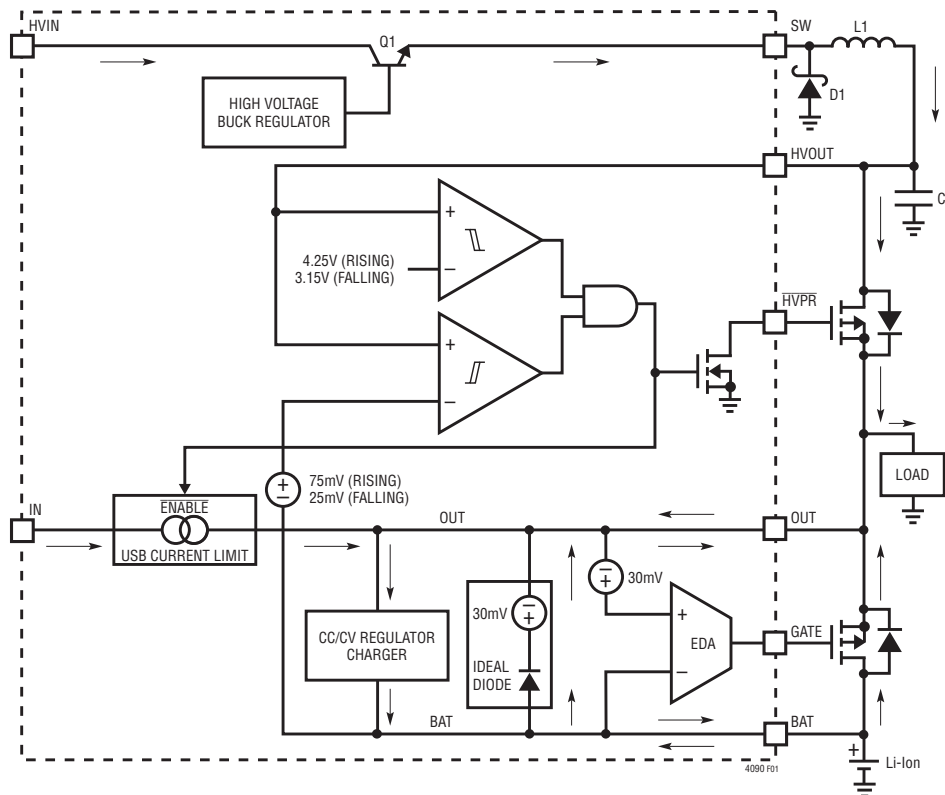 HVIN
Q1
SW
L1
HIGH VOLTAGE
BUCK REGULATOR
D1
HVOUT
C
+
−
4.25V (RISING)
3.15V (FALLING)
HVPR
+
−
LOAD
+
−
75mV (RISING)
25mV (FALLING)
IN
ENABLE
USB CURRENT LIMIT
OUT
OUT
−
+
30mV
−
+
30mV
+
−
EDA
GATE
CC/CV REGULATOR
CHARGER
IDEAL
DIODE
BAT
BAT
+
Li-Ion
4090 F01